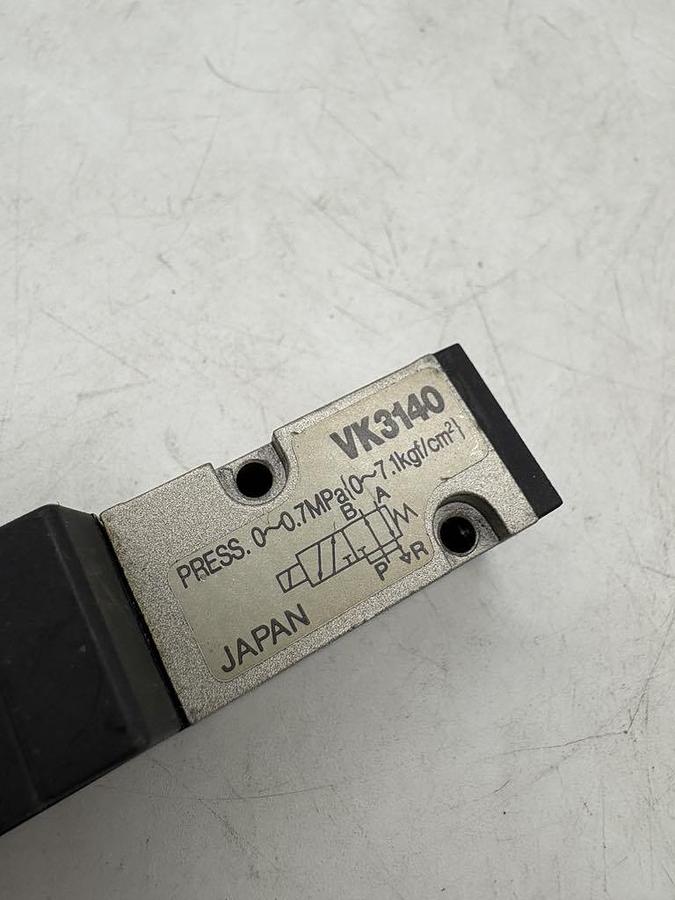 VK3140
PRESS. 0~0.7MPa(0~7.1kgf/cm²)
B A
P R
JAPAN